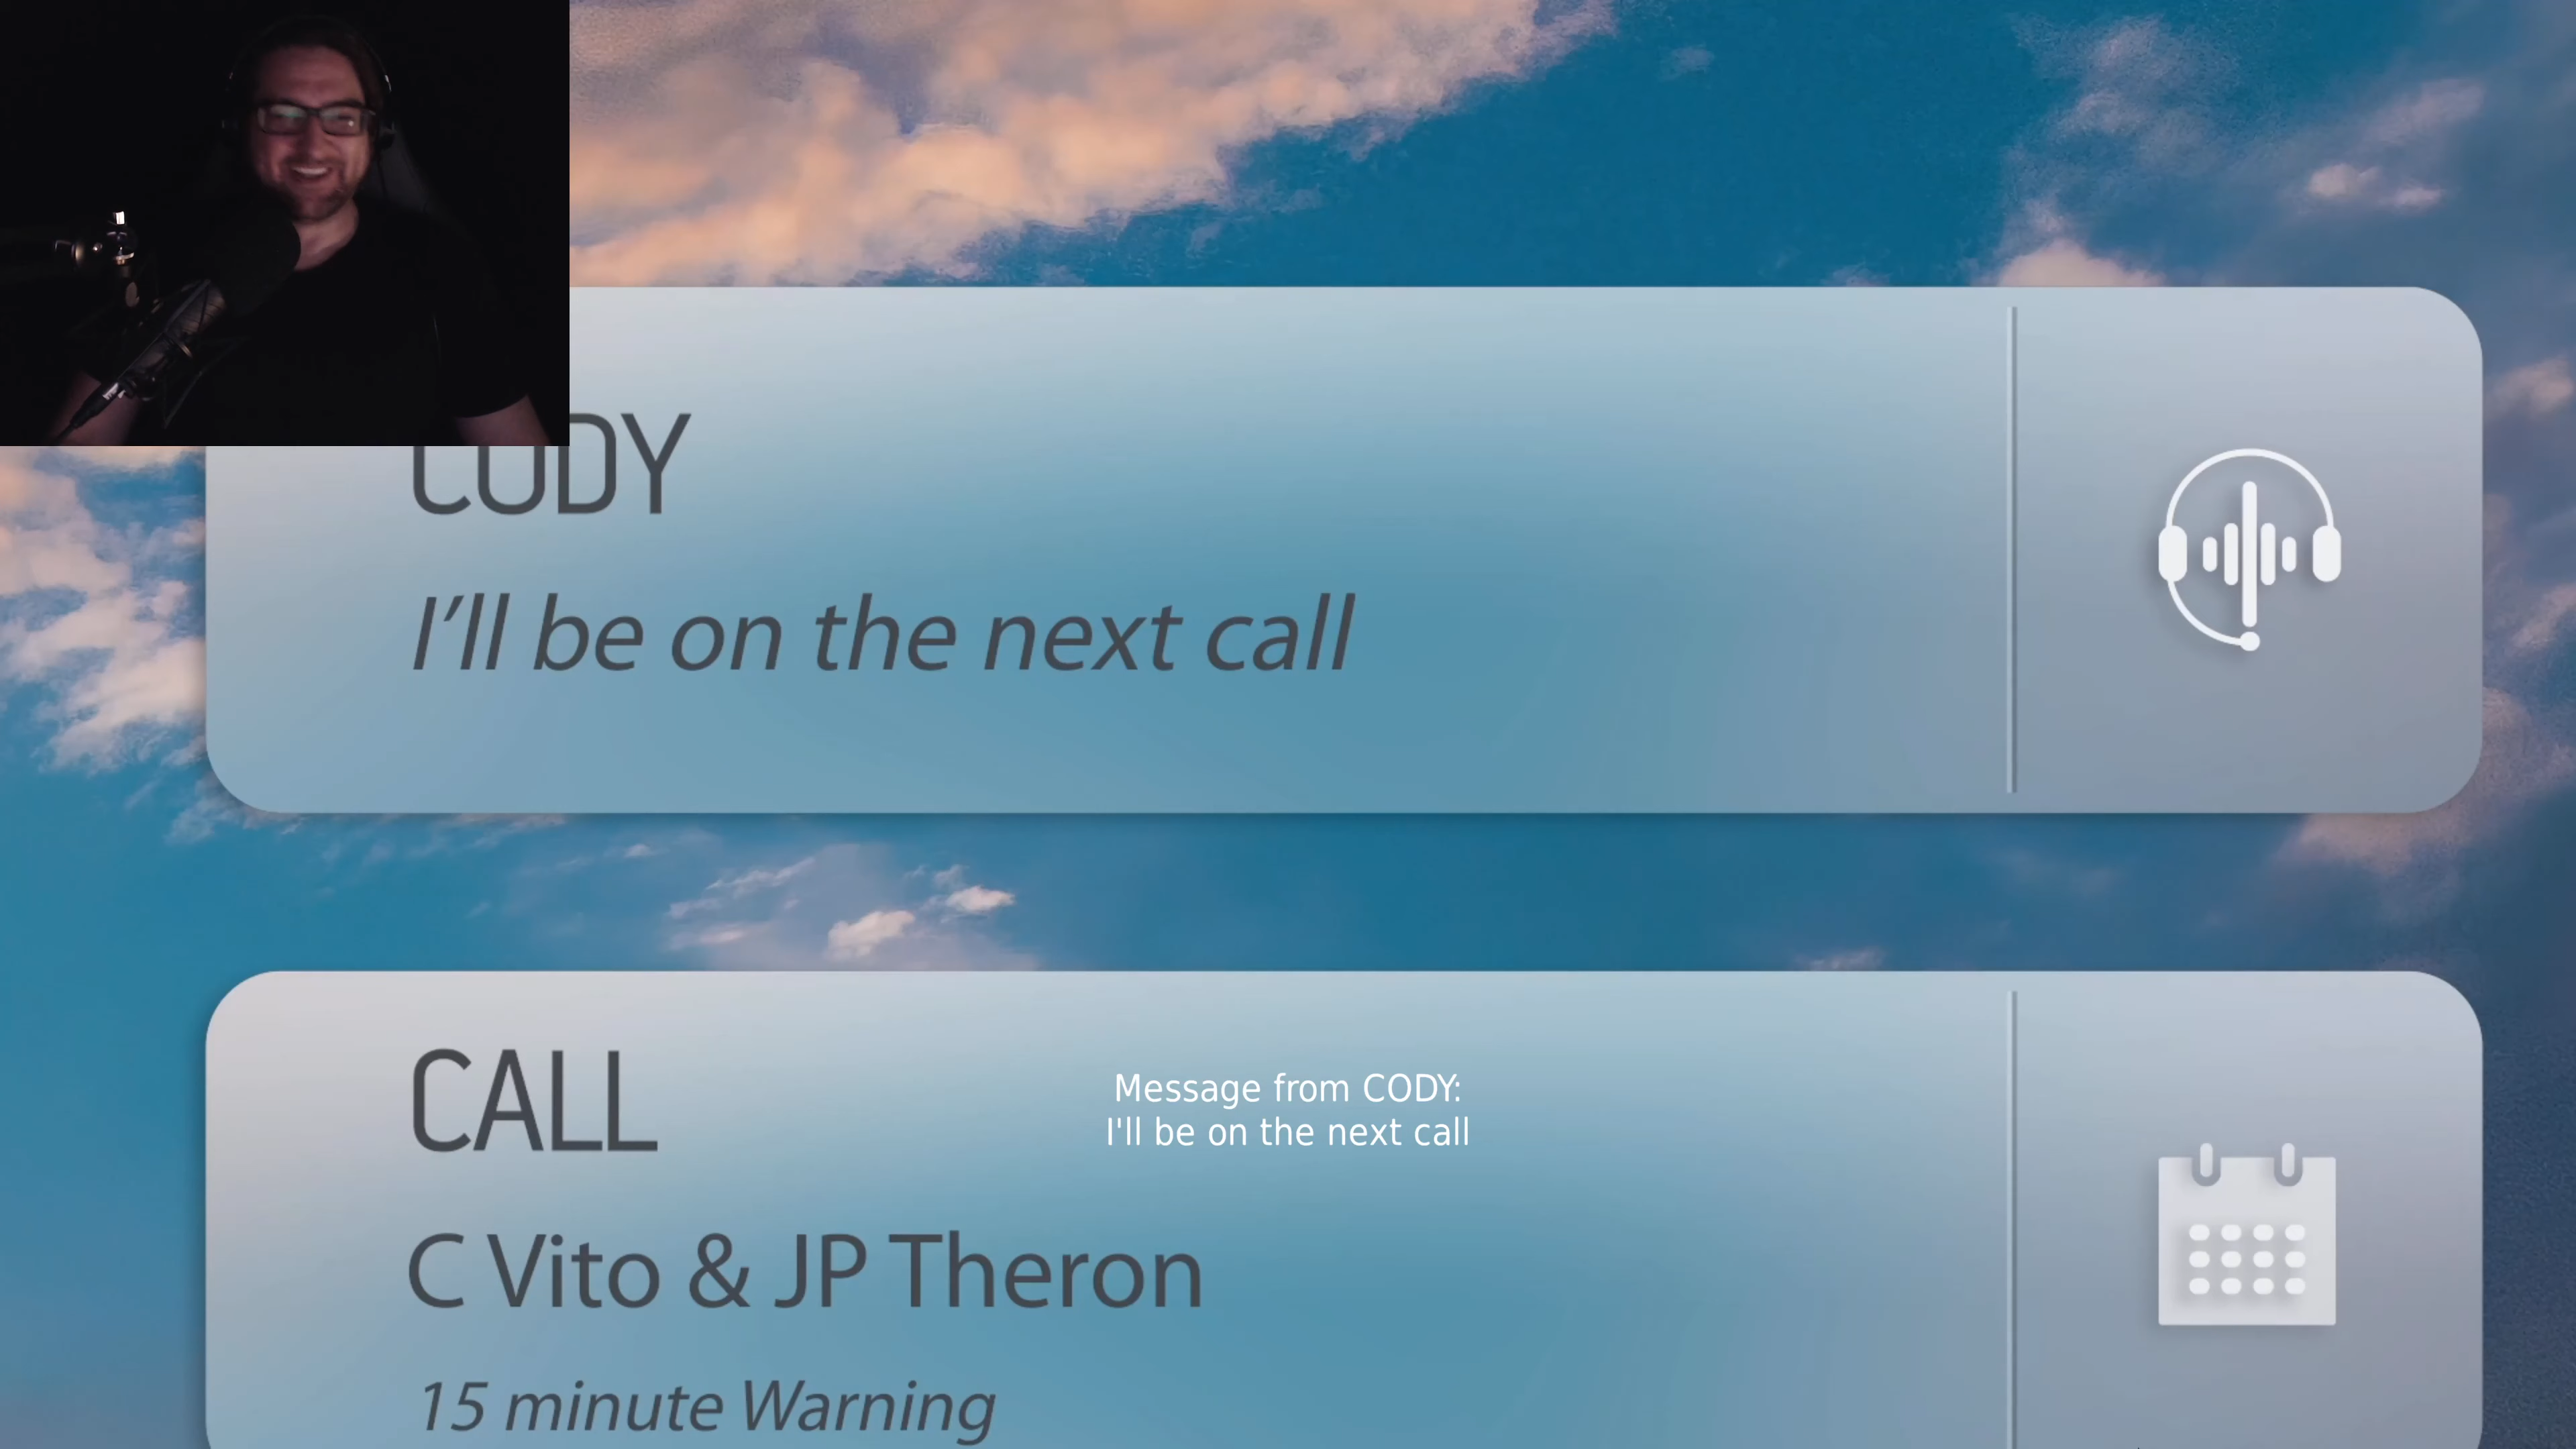 CODY
I’ll be on the next call
CALL
Message from CODY:
I'll be on the next call
C Vito & JP Theron
15 minute Warning